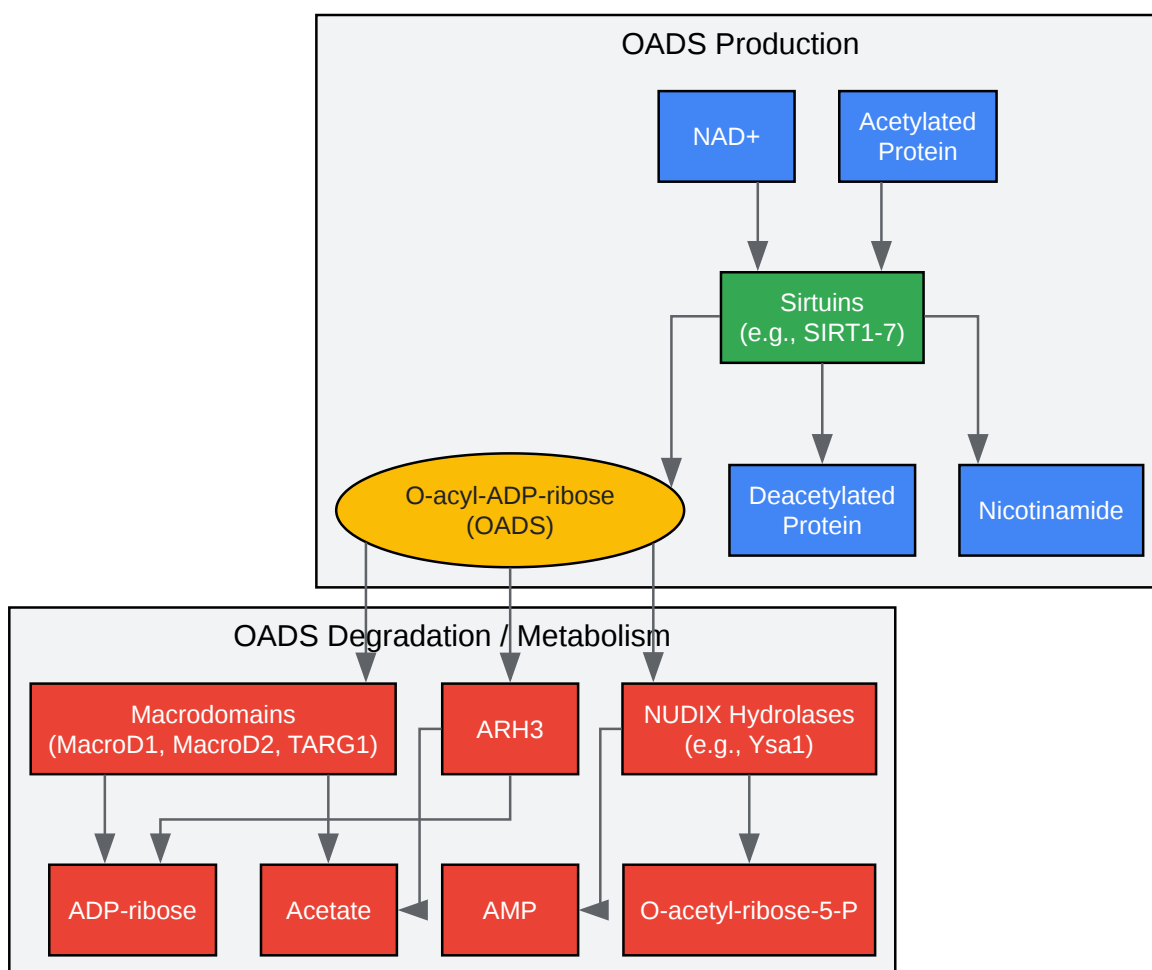 OADS Production
NAD+
Acetylated
Protein
Sirtuins
(e.g., SIRT1-7)
O-acyl-ADP-ribose
(OADS)
Deacetylated
Protein
Nicotinamide
OADS Degradation / Metabolism
Macrodomains
(MacroD1, MacroD2, TARG1)
ARH3
NUDIX Hydrolases
(e.g., Ysa1)
ADP-ribose
Acetate
AMP
O-acetyl-ribose-5-P